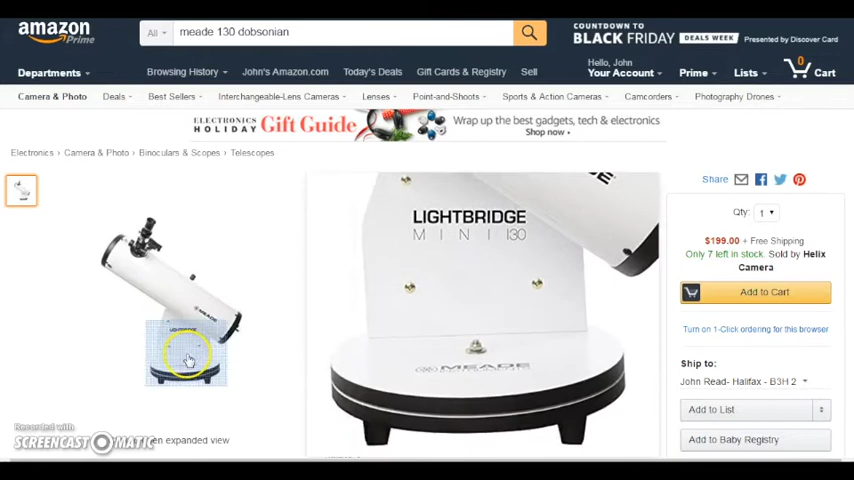 amazon
Prime
All
meade 130 dobsonian
COUNTDOWN TO
BLACK FRIDAY DEALS WEEK Presented by Discover Card
Departments
Browsing History
John's Amazon.com
Today's Deals
Gift Cards & Registry
Sell
Hello, John
Your Account
Prime
Lists
0
Cart
Camera & Photo
Deals
Best Sellers
Interchangeable-Lens Cameras
Lenses
Point-and-Shoots
Sports & Action Cameras
Camcorders
Photography Drones
ELECTRONICS
HOLIDAY Gift Guide
Wrap up the best gadgets, tech & electronics
Shop now ›
Electronics › Camera & Photo › Binoculars & Scopes › Telescopes
MEADE
LIGHTBRIDGE
LIGHTBRIDGE
MINI 130
MEADE
Share
Qty: 1
$199.00 + Free Shipping
Only 7 left in stock. Sold by Helix
Camera
Add to Cart
Turn on 1-Click ordering for this browser
Ship to:
John Read- Halifax - B3H 2
Add to List
Add to Baby Registry
Recorded with
SCREENCAST MATIC
en expanded view